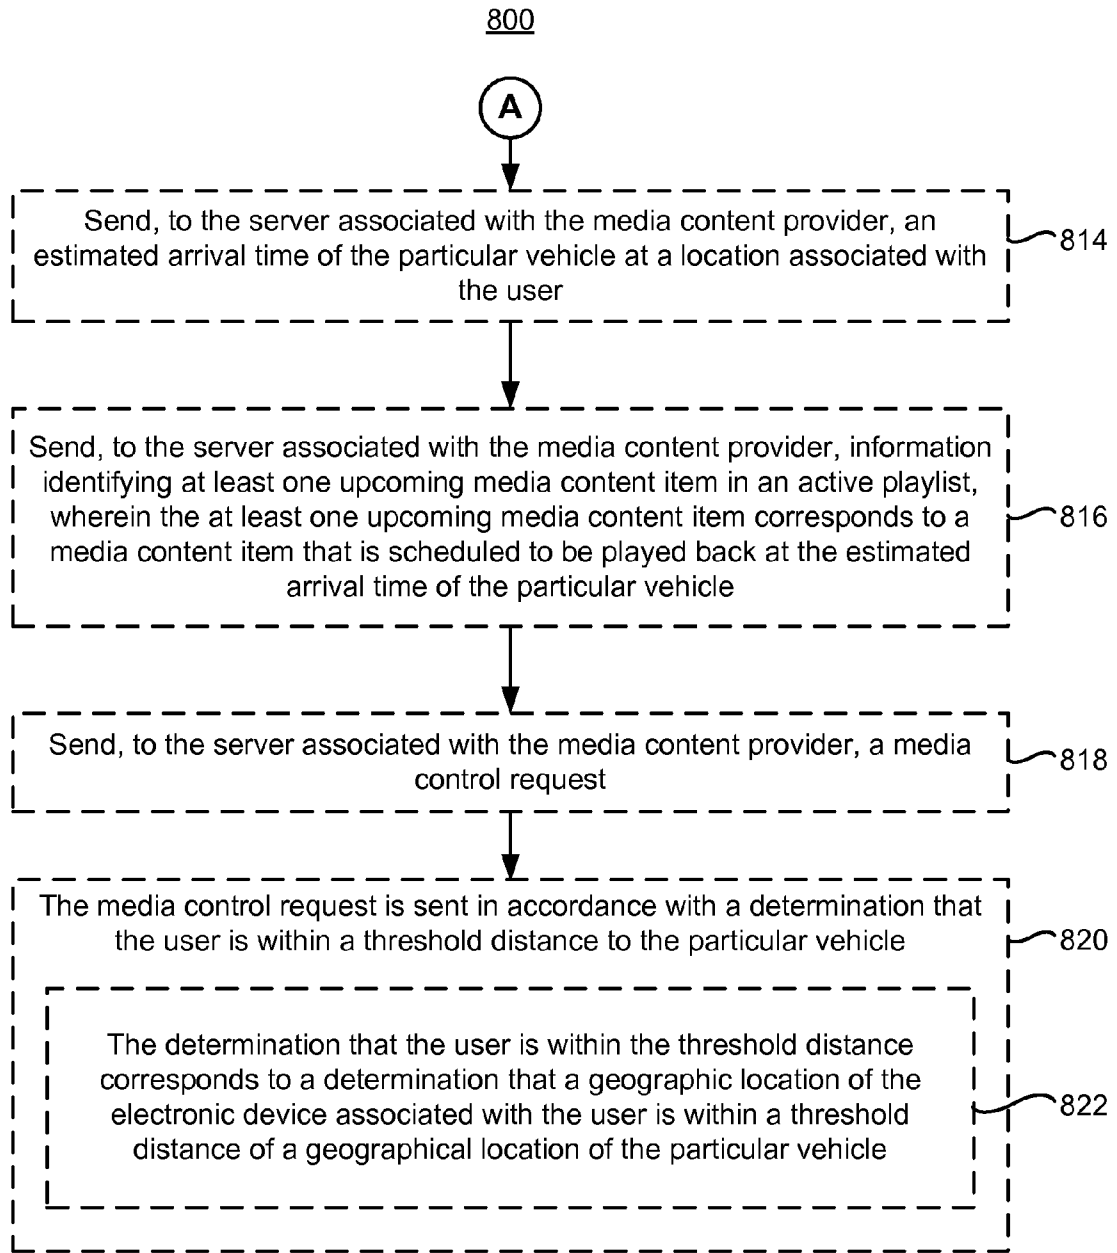 800
A
Send, to the server associated with the media content provider, an
estimated arrival time of the particular vehicle at a location associated with
the user
814
Send, to the server associated with the media content provider, information
identifying at least one upcoming media content item in an active playlist,
wherein the at least one upcoming media content item corresponds to a
media content item that is scheduled to be played back at the estimated
arrival time of the particular vehicle
816
Send, to the server associated with the media content provider, a media
control request
818
The media control request is sent in accordance with a determination that
the user is within a threshold distance to the particular vehicle
820
The determination that the user is within the threshold distance
corresponds to a determination that a geographic location of the
electronic device associated with the user is within a threshold
distance of a geographical location of the particular vehicle
822